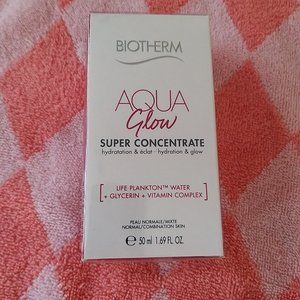 BIOTHERM
AQUA
Glow
SUPER CONCENTRATE
hydratation & éclat · hydration & glow
LIFE PLANKTON™ WATER
[ + GLYCERIN + VITAMIN COMPLEX ]
PEAU NORMALE/MIXTE
NORMAL/COMBINATION SKIN
℮ 50 ml 1.69 FL. OZ.